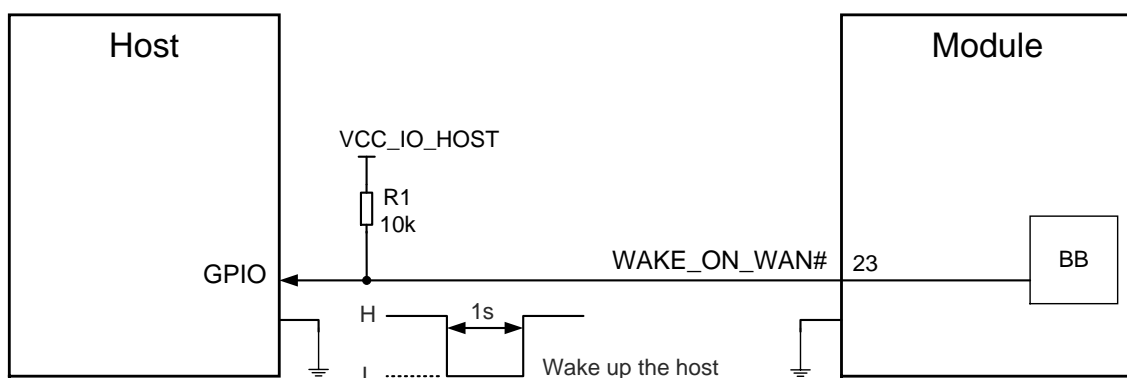 Host
Module
VCC_IO_HOST
R1
10k
GPIO
WAKE_ON_WAN#
23
BB
H
1s
L
Wake up the host